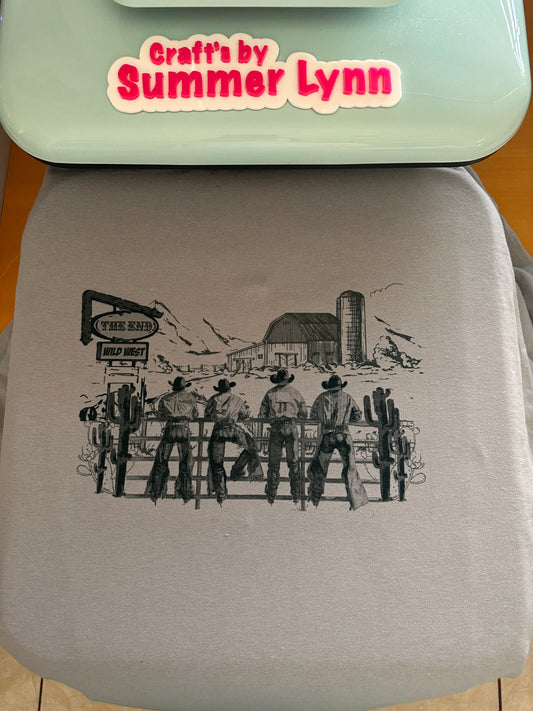 Craft's by
Summer Lynn
THE END
WILD WEST